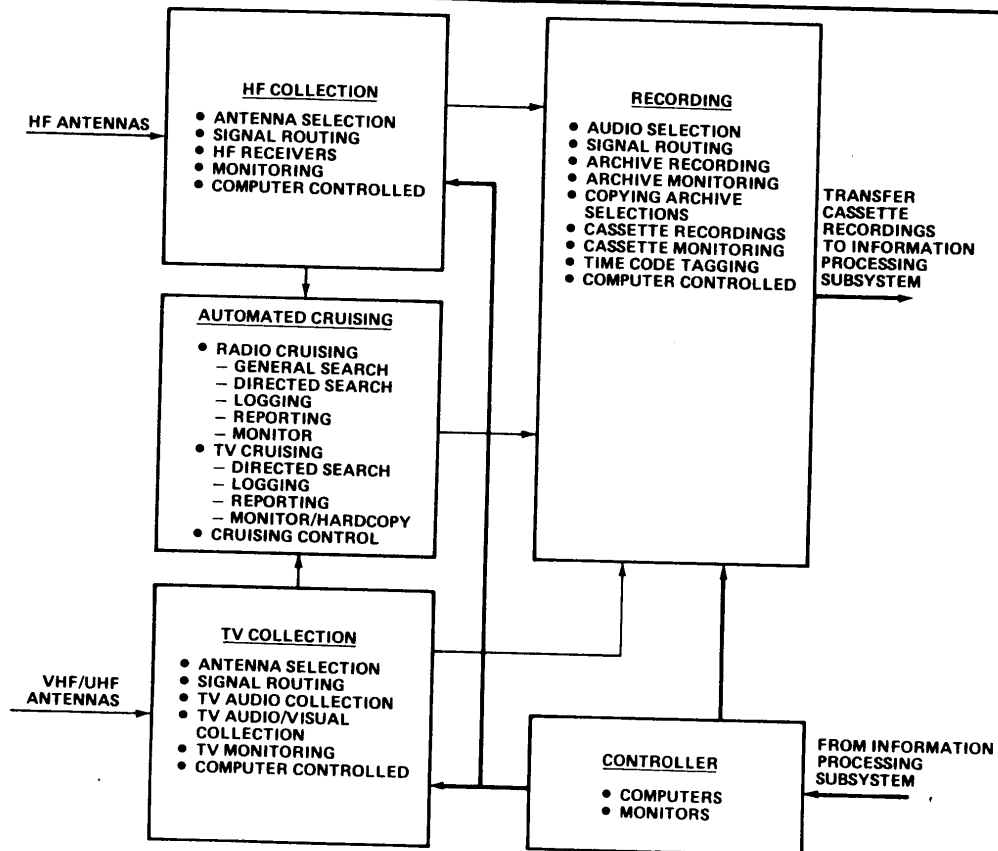 HF ANTENNAS
HF COLLECTION
● ANTENNA SELECTION
● SIGNAL ROUTING
● HF RECEIVERS
● MONITORING
● COMPUTER CONTROLLED
AUTOMATED CRUISING
● RADIO CRUISING
– GENERAL SEARCH
– DIRECTED SEARCH
– LOGGING
– REPORTING
– MONITOR
● TV CRUISING
– DIRECTED SEARCH
– LOGGING
– REPORTING
– MONITOR/HARDCOPY
● CRUISING CONTROL
VHF/UHF
ANTENNAS
TV COLLECTION
● ANTENNA SELECTION
● SIGNAL ROUTING
● TV AUDIO COLLECTION
● TV AUDIO/VISUAL
COLLECTION
● TV MONITORING
● COMPUTER CONTROLLED
RECORDING
● AUDIO SELECTION
● SIGNAL ROUTING
● ARCHIVE RECORDING
● ARCHIVE MONITORING
● COPYING ARCHIVE
SELECTIONS
● CASSETTE RECORDINGS
● CASSETTE MONITORING
● TIME CODE TAGGING
● COMPUTER CONTROLLED
TRANSFER
CASSETTE
RECORDINGS
TO INFORMATION
PROCESSING
SUBSYSTEM
CONTROLLER
● COMPUTERS
● MONITORS
FROM INFORMATION
PROCESSING
SUBSYSTEM